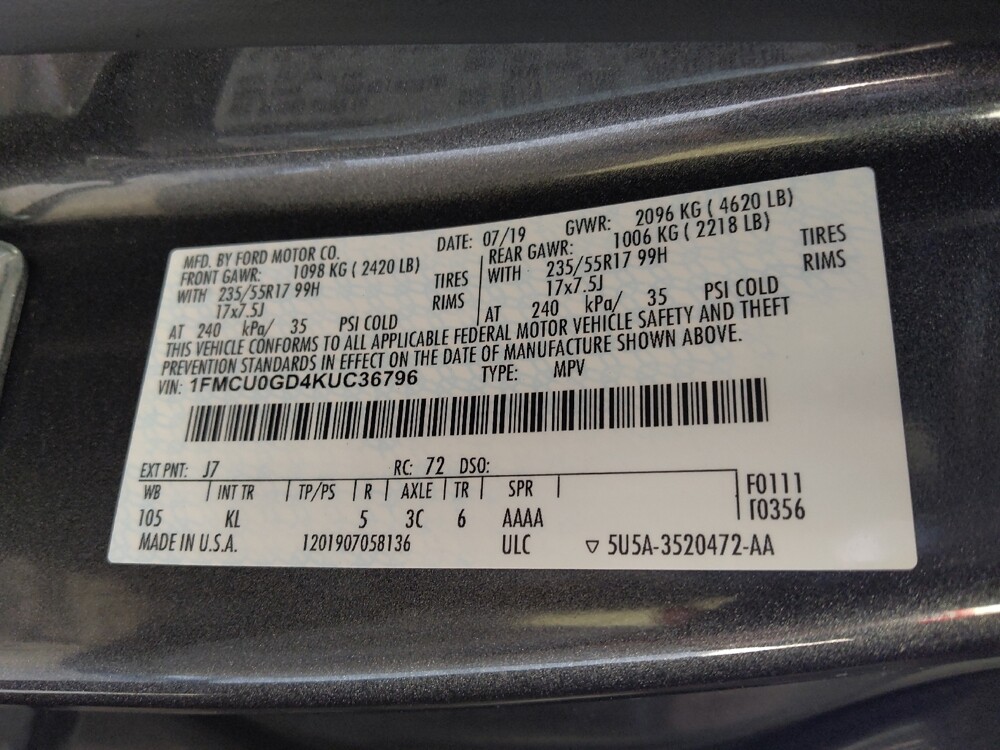 MFD. BY FORD MOTOR CO.
DATE: 07/19 GVWR: 2096 KG ( 4620 LB)
FRONT GAWR: 1098 KG ( 2420 LB)
WITH 235/55R17 99H TIRES
17x7.5J RIMS
AT 240 kPa/ 35 PSI COLD
REAR GAWR: 1006 KG ( 2218 LB)
WITH 235/55R17 99H TIRES
17x7.5J RIMS
AT 240 kPa/ 35 PSI COLD
THIS VEHICLE CONFORMS TO ALL APPLICABLE FEDERAL MOTOR VEHICLE SAFETY AND THEFT
PREVENTION STANDARDS IN EFFECT ON THE DATE OF MANUFACTURE SHOWN ABOVE.
VIN: 1FMCU0GD4KUC36796 TYPE: MPV
EXT PNT: J7 RC: 72 DSO:
WB INT TR TP/PS R AXLE TR SPR
F0111
105 KL 5 3C 6 AAAA
T0356
MADE IN U.S.A. 1201907058136 ULC ▽ 5U5A-3520472-AA